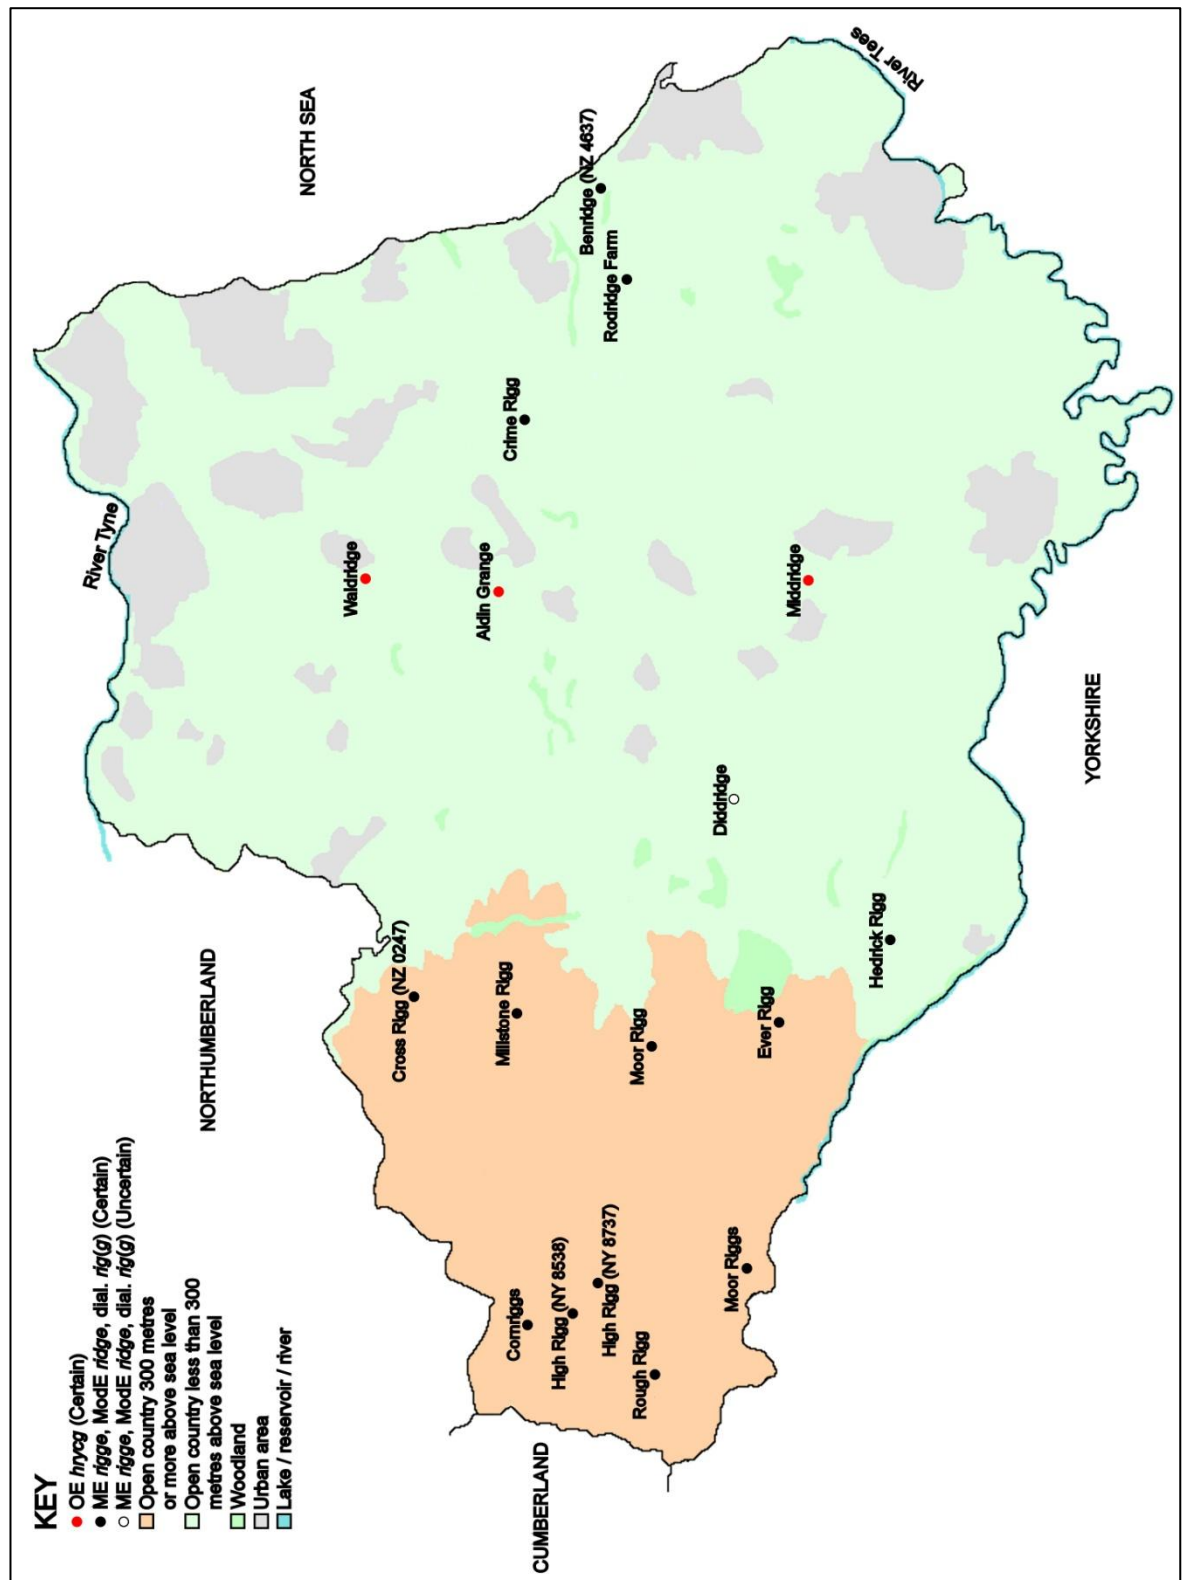 KEY
OE hrycg (Certain)
ME rigge, ModE ridge, dial. rig(g) (Certain)
ME rigge, ModE ridge, dial. rig(g) (Uncertain)
Open country 300 metres
or more above sea level
Open country less than 300
metres above sea level
Woodland
Urban area
Lake / reservoir / river
NORTHUMBERLAND
NORTH SEA
CUMBERLAND
YORKSHIRE
River Tyne
River Tees
Waldridge
Aldin Grange
Crime Rigg
Benridge (NZ 4637)
Rodridge Farm
Middridge
Diddridge
Hedrick Rigg
Cross Rigg (NZ 0247)
Millstone Rigg
Moor Rigg
Ever Rigg
Cornriggs
High Rigg (NY 8538)
High Rigg (NY 8737)
Rough Rigg
Moor Riggs